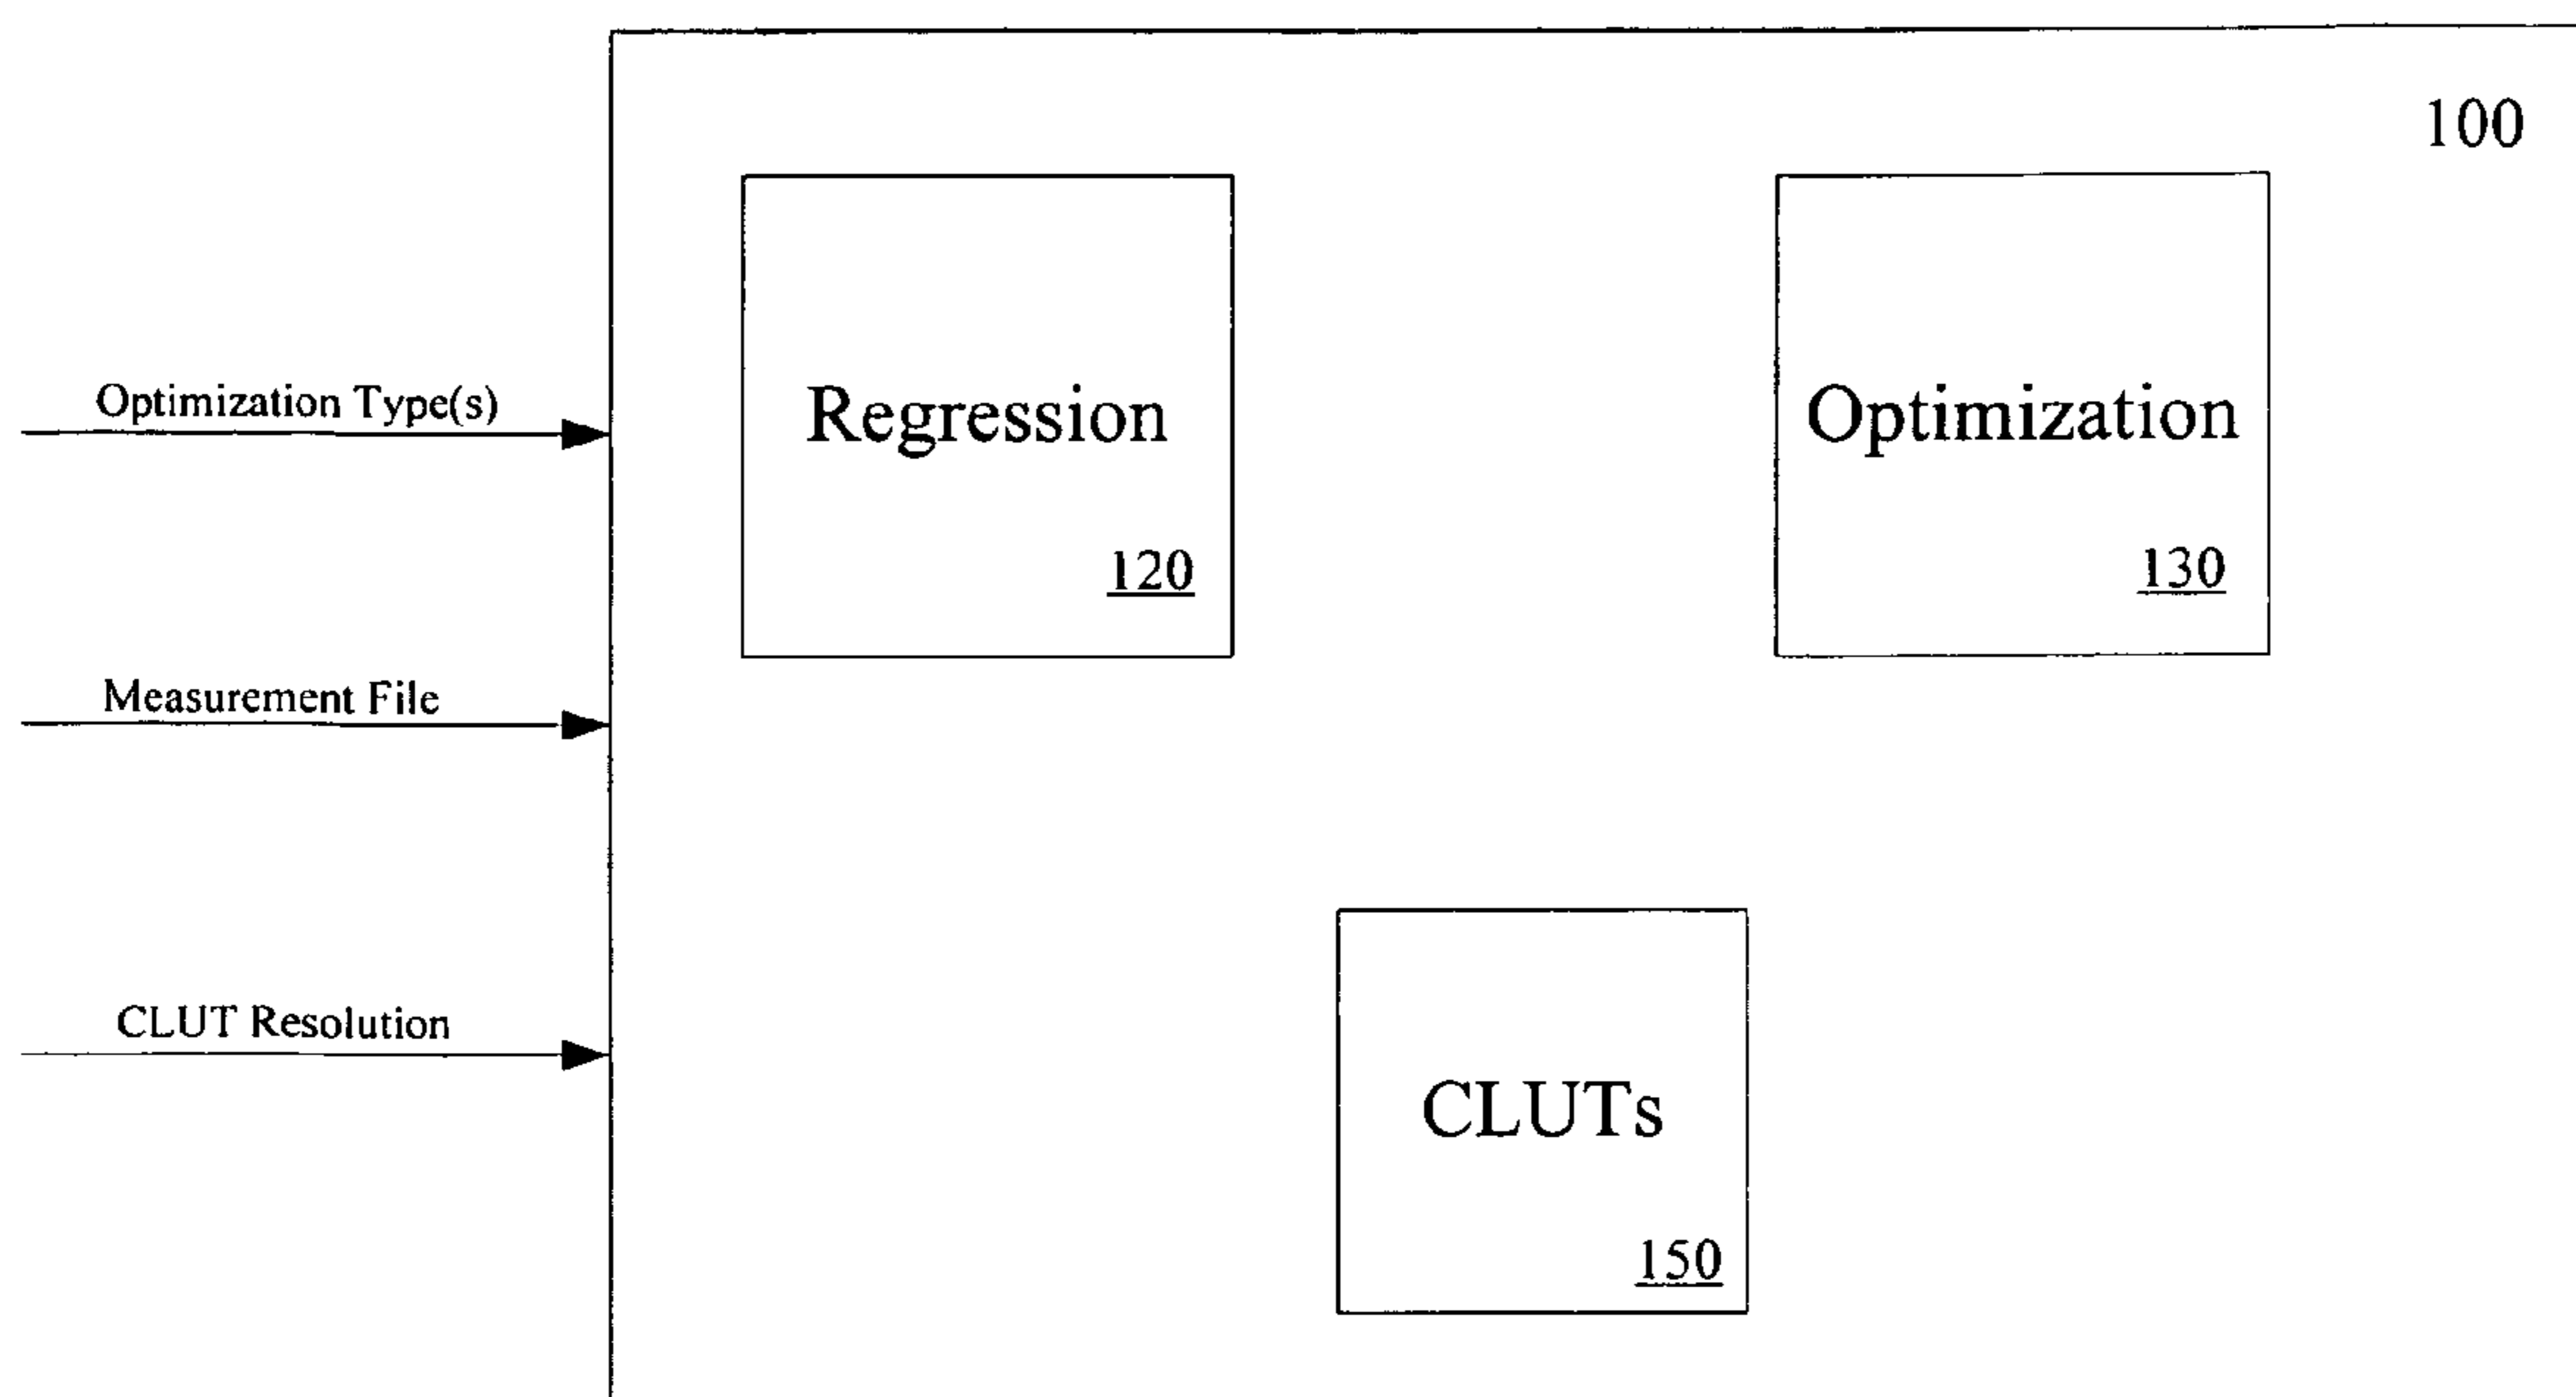 100
Optimization Type(s)
Regression
Optimization
120
130
Measurement File
CLUT Resolution
CLUTs
150